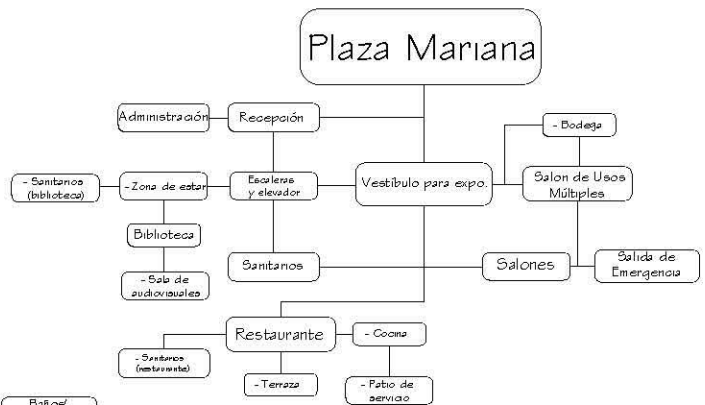 Plaza Mariana
Administración
Recepción
- Bodega
- Sanitarios
(biblioteca)
- Zona de estar
Escaleras
y elevador
Vestíbulo para expo.
Salon de Usos
Múltiples
Biblioteca
Sanitarios
Salones
Salida de
Emergencia
- Sala de
audiovisuales
Restaurante
- Cocina
- Sanitarios
(restaurante)
- Terraza
- Patio de
servicio
Baños/